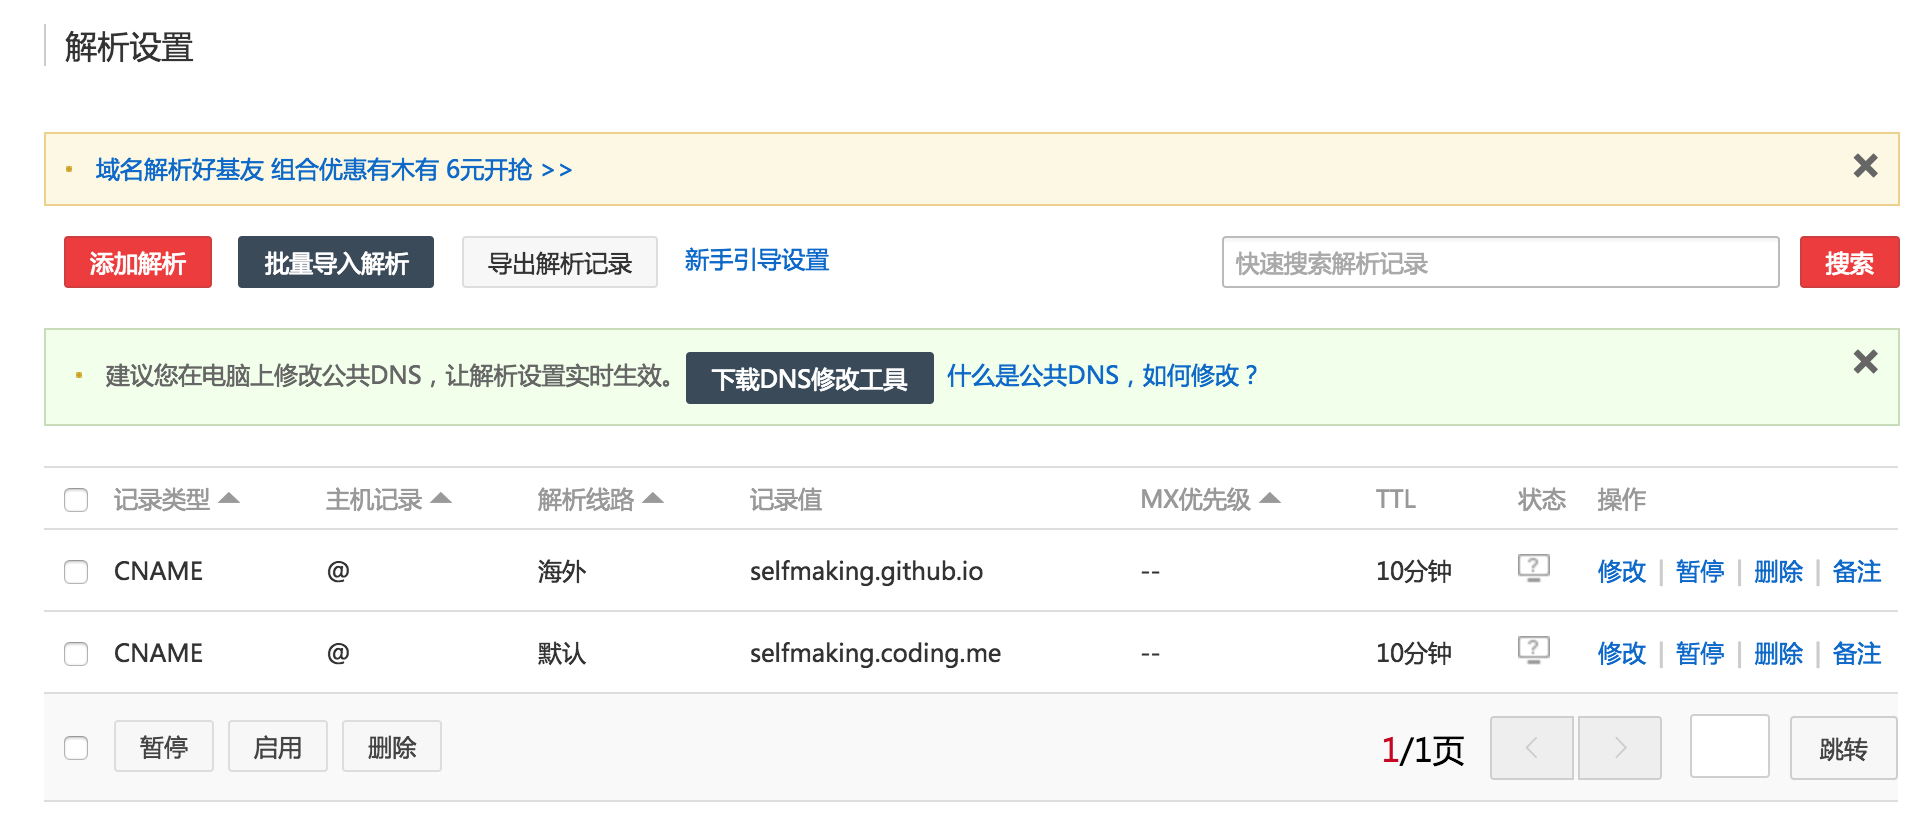 解析设置
域名解析好基友 组合优惠有木有 6元开抢 >>
添加解析 批量导入解析 导出解析记录 新手引导设置 快速搜索解析记录 搜索
建议您在电脑上修改公共DNS，让解析设置实时生效。 下载DNS修改工具 什么是公共DNS，如何修改？
记录类型 主机记录 解析线路 记录值 MX优先级 TTL 状态 操作
CNAME @ 海外 selfmaking.github.io -- 10分钟 ? 修改 | 暂停 | 删除 | 备注
CNAME @ 默认 selfmaking.coding.me -- 10分钟 ? 修改 | 暂停 | 删除 | 备注
暂停 启用 删除 1/1页 < > 跳转